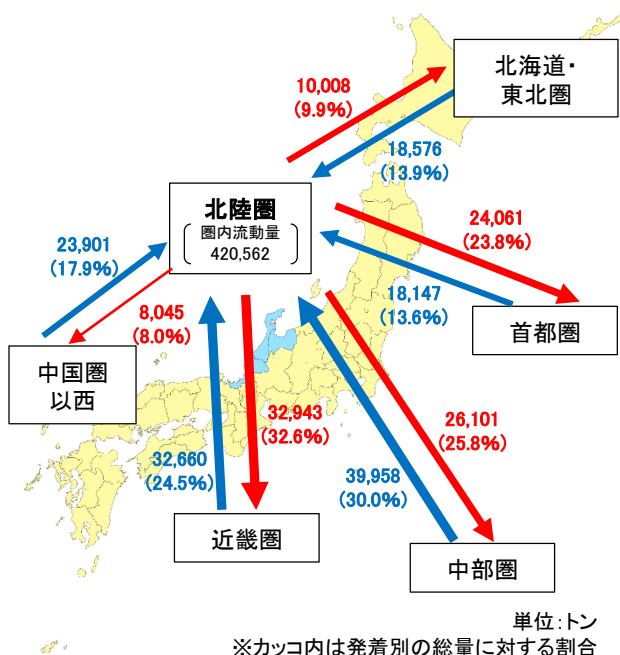 北海道・
東北圏
10,008
(9.9%)
18,576
(13.9%)
北陸圏
圏内流動量
420,562
24,061
(23.8%)
23,901
(17.9%)
18,147
(13.6%)
8,045
(8.0%)
首都圏
中国圏
以西
32,943
(32.6%)
26,101
(25.8%)
32,660
(24.5%)
39,958
(30.0%)
近畿圏
中部圏
単位:トン
※カッコ内は発着別の総量に対する割合